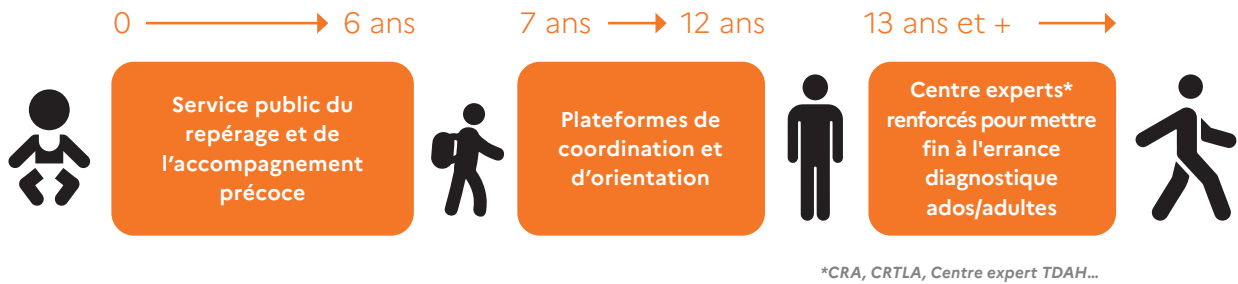 0 → 6 ans
7 ans → 12 ans
13 ans et + →
Service public du
repérage et de
l'accompagnement
précoce
Plateformes de
coordination et
d'orientation
Centre experts*
renforcés pour mettre
fin à l'errance
diagnostique
ados/adultes
*CRA, CRTLA, Centre expert TDAH...